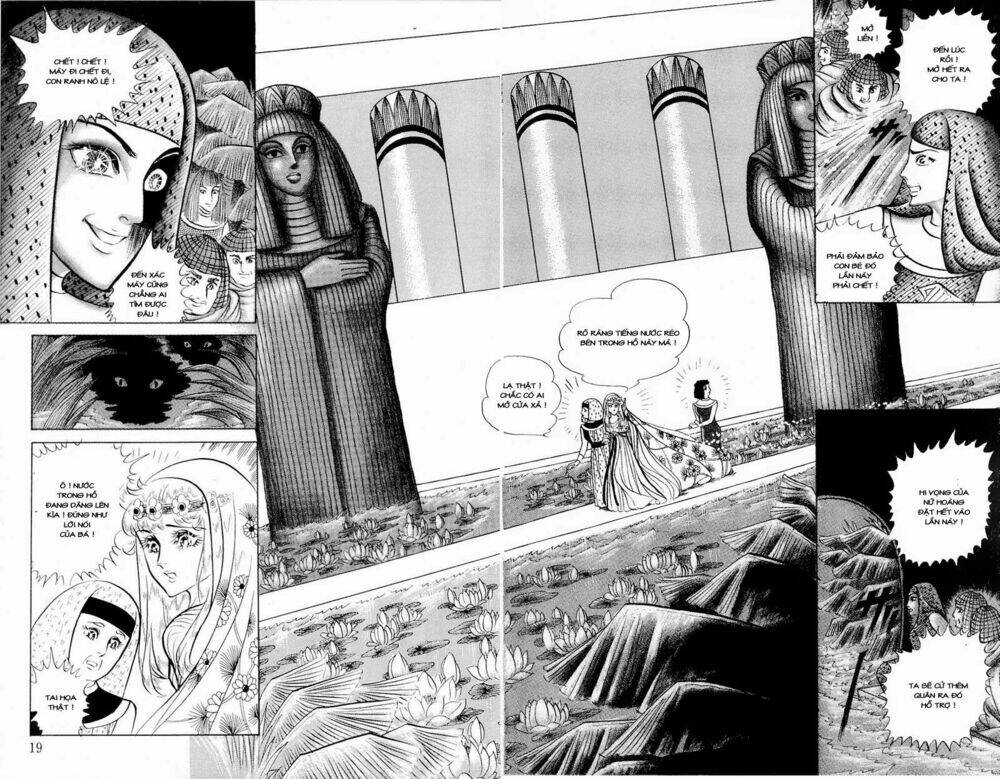 ĐẾN LÚC
RỒI !
MỞ HẾT RA
CHO TA !
MỞ
LIỀN !
PHẢI ĐẢM BẢO
CON BÉ ĐÓ
LẦN NÀY
PHẢI CHẾT !
HI VỌNG CỦA
NỮ HOÀNG
ĐẶT HẾT VÀO
LẦN NÀY !
TA SẼ CỬ THÊM
QUÂN RA ĐÓ
HỖ TRỢ !
RÕ RÀNG TIẾNG NƯỚC RÉO
BÊN TRONG HỒ NÀY MÀ !
LẠ THẬT !
CHẮC CÓ AI
MỞ CỬA XẢ !
CHẾT ! CHẾT !
MÀY ĐI CHẾT ĐI,
CON RANH NÔ LỆ !
ĐẾN XÁC
MÀY CŨNG
CHẲNG AI
TÌM ĐƯỢC
ĐÂU !
Ô ! NƯỚC
TRONG HỒ
ĐANG DÂNG LÊN
KÌA ! ĐÚNG NHƯ
LỜI NÓI
CỦA BÀ !
TAI HỌA
THẬT !
19